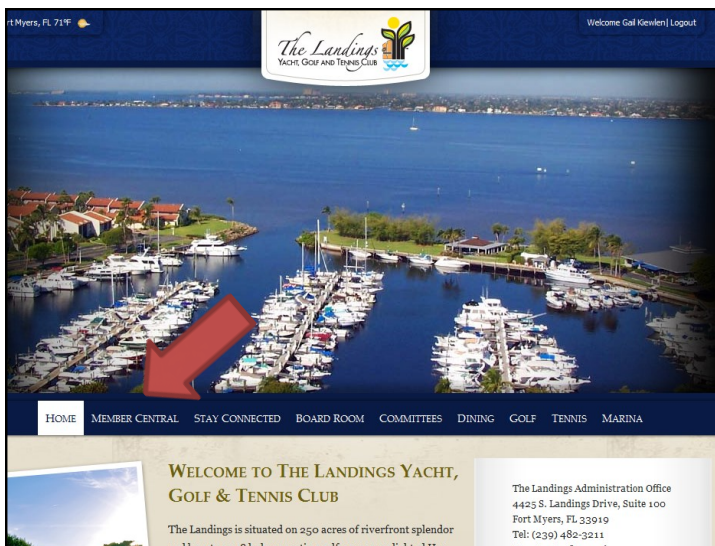 rt Myers, FL 71°F
Welcome Gail Kiewlen| Logout
The Landings
Yacht, Golf and Tennis Club
Home Member Central Stay Connected Board Room Committees Dining Golf Tennis Marina
Welcome to The Landings Yacht,
Golf & Tennis Club
The Landings is situated on 250 acres of riverfront splendor
The Landings Administration Office
4425 S. Landings Drive, Suite 100
Fort Myers, FL 33919
Tel: (239) 482-3211